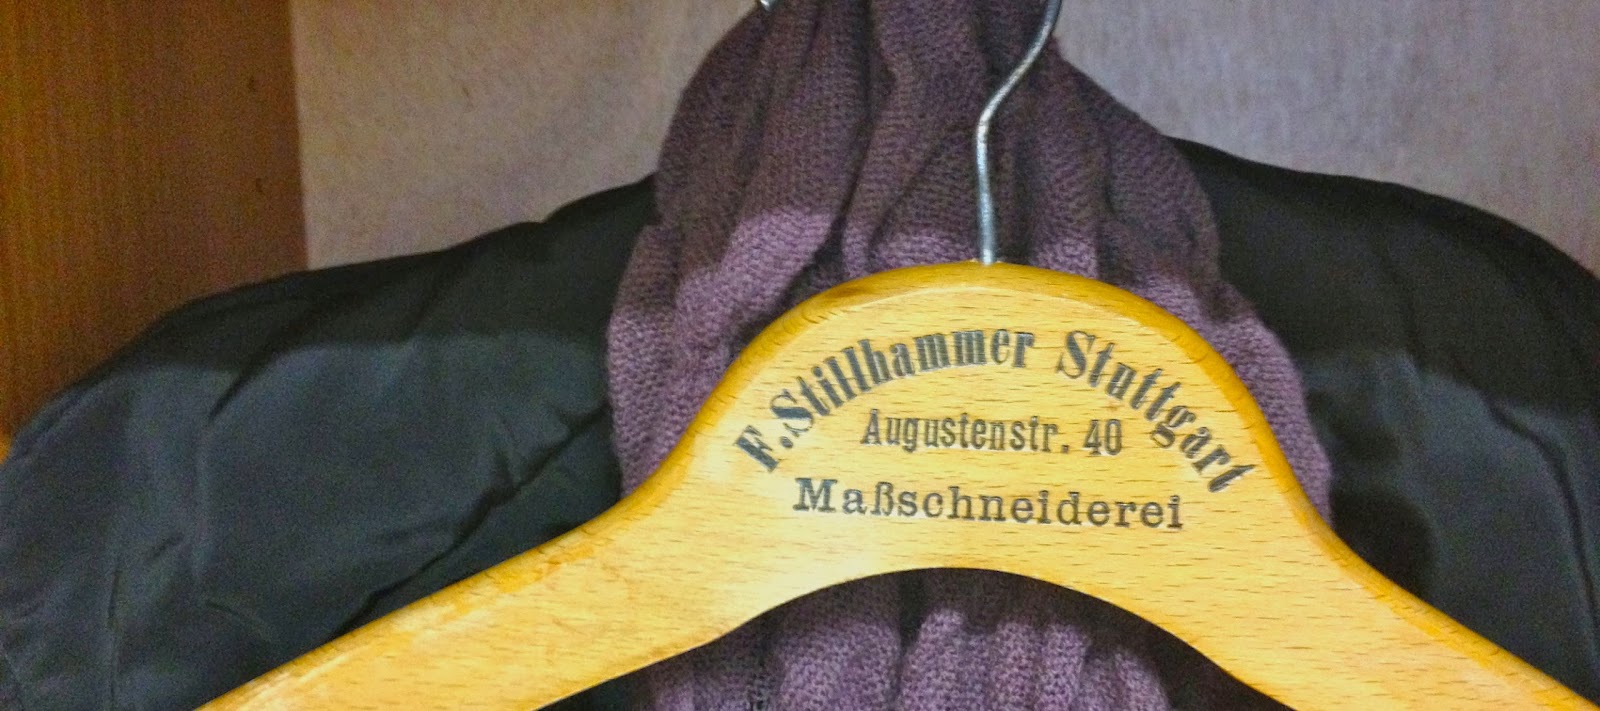 F. Stillhammer Stuttgart
Augustenstr. 40
Maßschneiderei